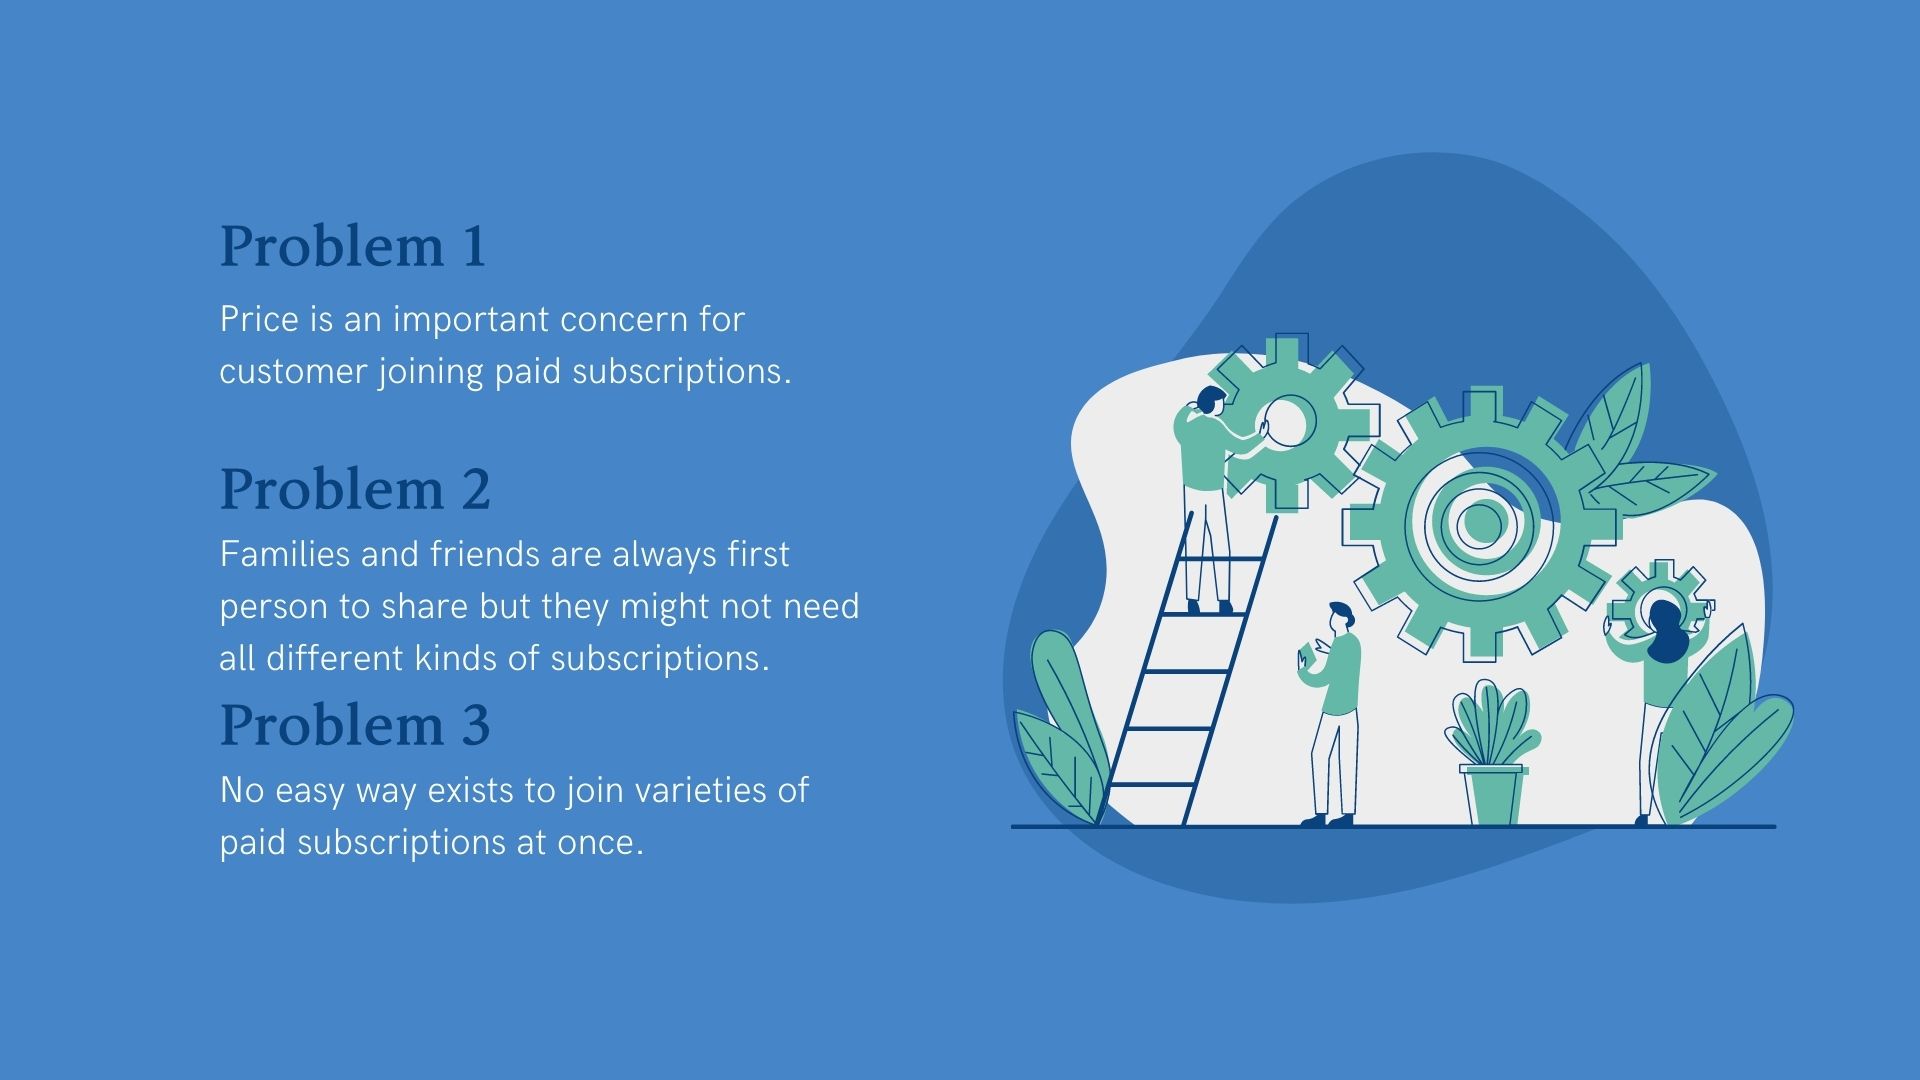 Problem 1
Price is an important concern for
customer joining paid subscriptions.
Problem 2
Families and friends are always first
person to share but they might not need
all different kinds of subscriptions.
Problem 3
No easy way exists to join varieties of
paid subscriptions at once.